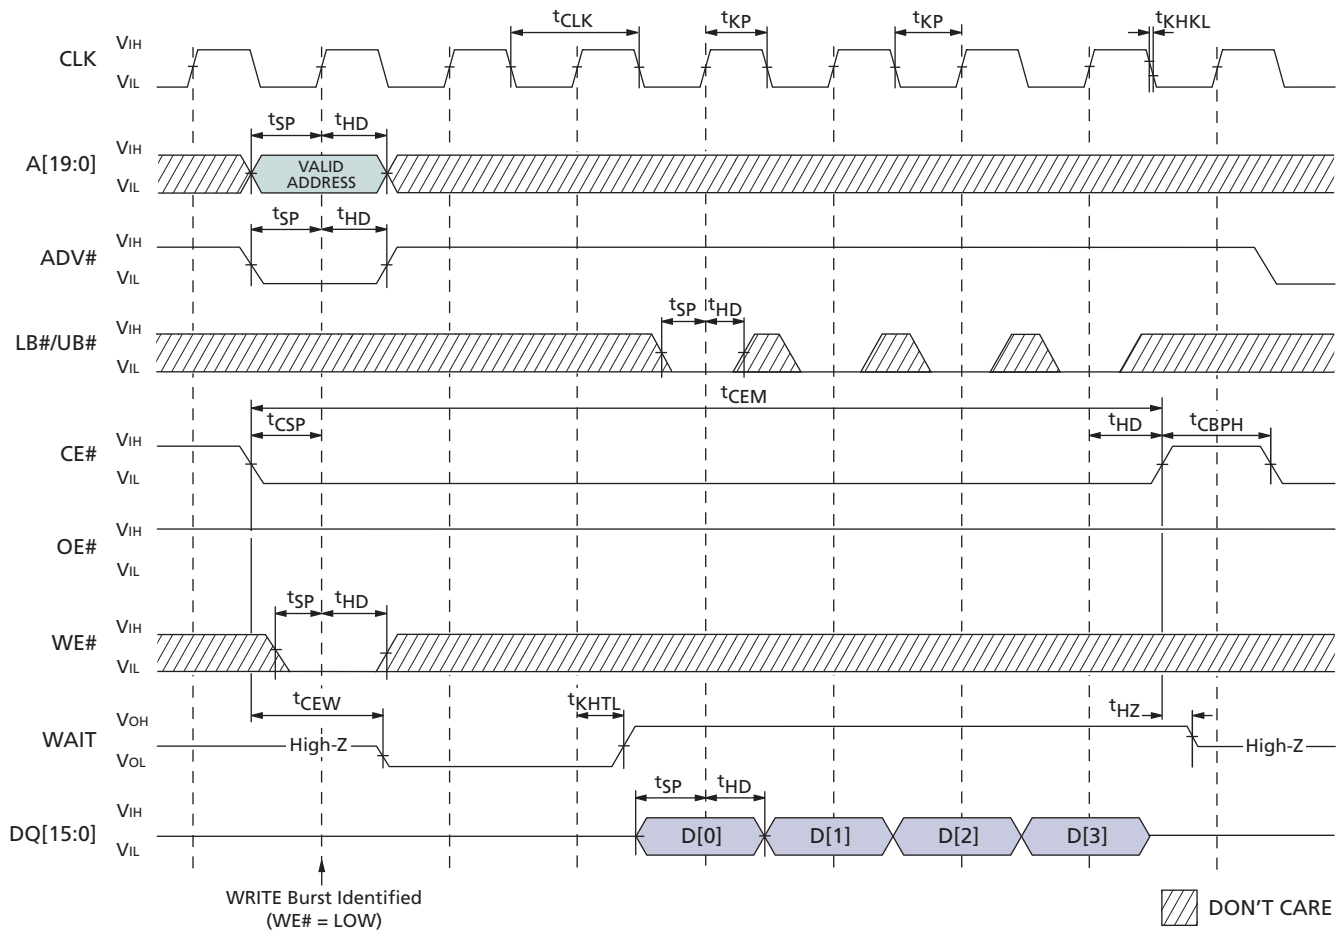 tCLK tKP tKP tKHKL
CLK VIH
VIL
tSP tHD
A[19:0] VIH
VIL
VALID
ADDRESS
tSP tHD
ADV# VIH
VIL
tSP tHD
LB#/UB# VIH
VIL
tCEM
tCSP tHD tCBPH
CE# VIH
VIL
OE# VIH
VIL
tSP tHD
WE# VIH
VIL
tCEW tKHTL tHZ
WAIT VOH
VOL
High-Z High-Z
tSP tHD
DQ[15:0] VIH
VIL
D[0] D[1] D[2] D[3]
WRITE Burst Identified
(WE# = LOW)
DON'T CARE